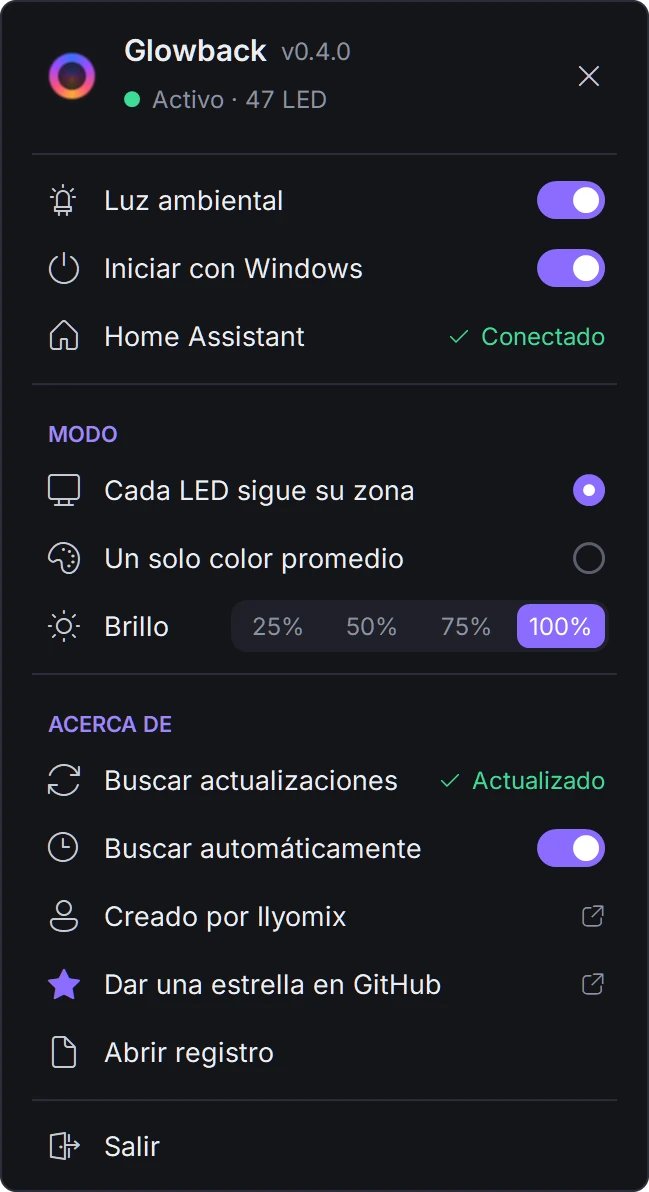 Glowback v0.4.0
Activo · 47 LED
Luz ambiental
Iniciar con Windows
Home Assistant Conectado
MODO
Cada LED sigue su zona
Un solo color promedio
Brillo 25% 50% 75% 100%
ACERCA DE
Buscar actualizaciones Actualizado
Buscar automáticamente
Creado por Ilyomix
Dar una estrella en GitHub
Abrir registro
Salir